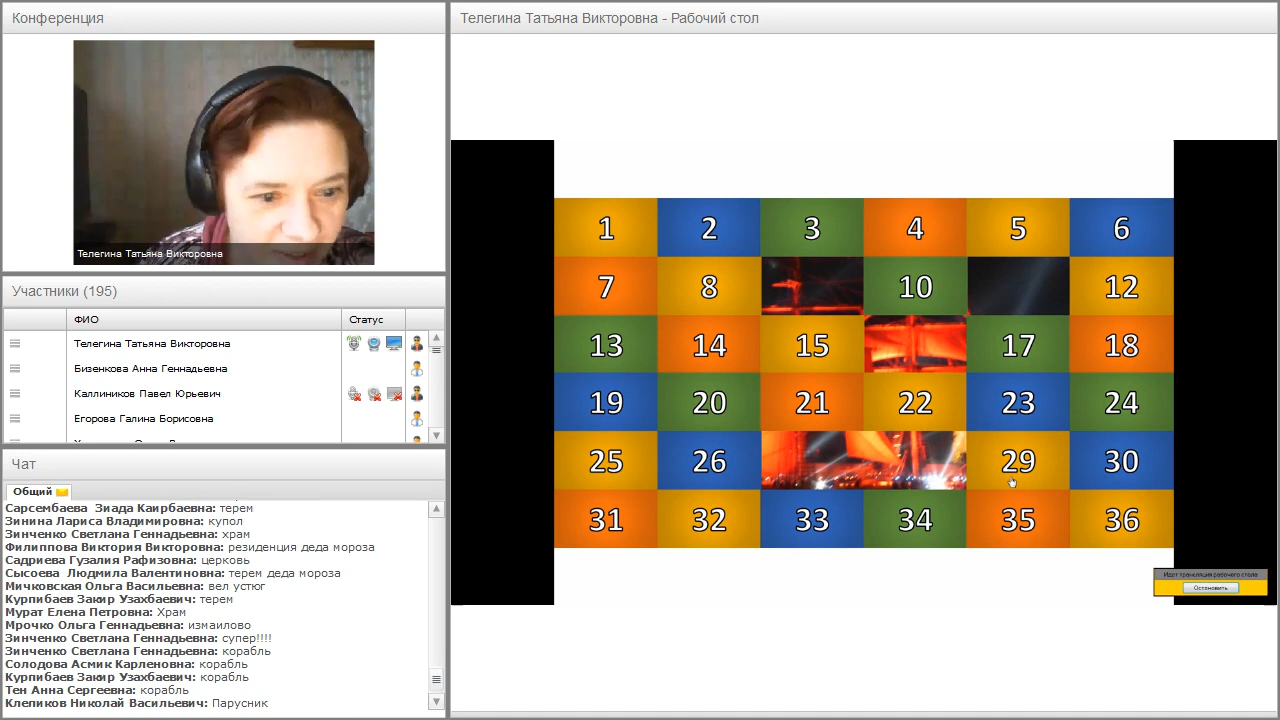 Конференция
Телегина Татьяна Викторовна
Участники (195)
ФИО Статус
Телегина Татьяна Викторовна
Бизенкова Анна Геннадьевна
Каллиников Павел Юрьевич
Егорова Галина Борисовна
Чат
Общий
Сарсембаева Зиада Каирбаевна: терем
Зинина Лариса Владимировна: купол
Зинченко Светлана Геннадьевна: храм
Филиппова Виктория Викторовна: резиденция деда мороза
Садриева Гузалия Рафизовна: церковь
Сысоева Людмила Валентиновна: терем деда мороза
Мичковская Ольга Васильевна: вел устюг
Курпибаев Закир Узахбаевич: терем
Мурат Елена Петровна: Храм
Мрочко Ольга Геннадьевна: измаилово
Зинченко Светлана Геннадьевна: супер!!!!
Зинченко Светлана Геннадьевна: корабль
Солодова Асмик Карленовна: корабль
Курпибаев Закир Узахбаевич: корабль
Тен Анна Сергеевна: корабль
Клепиков Николай Васильевич: Парусник
Телегина Татьяна Викторовна - Рабочий стол
1 2 3 4 5 6
7 8 10 12
13 14 15 17 18
19 20 21 22 23 24
25 26 29 30
31 32 33 34 35 36
Идет трансляция рабочего стола
Остановить